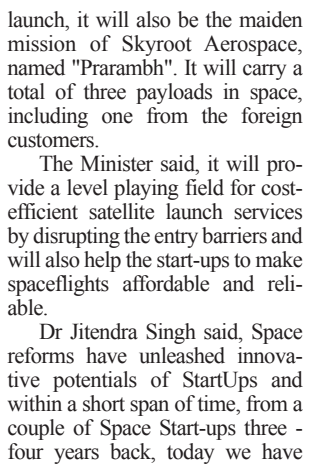 launch, it will also be the maiden
mission of Skyroot Aerospace,
named "Prarambh". It will carry a
total of three payloads in space,
including one from the foreign
customers.
The Minister said, it will pro-
vide a level playing field for cost-
efficient satellite launch services
by disrupting the entry barriers and
will also help the start-ups to make
spaceflights affordable and reli-
able.
Dr Jitendra Singh said, Space
reforms have unleashed innova-
tive potentials of StartUps and
within a short span of time, from a
couple of Space Start-ups three -
four years back, today we have